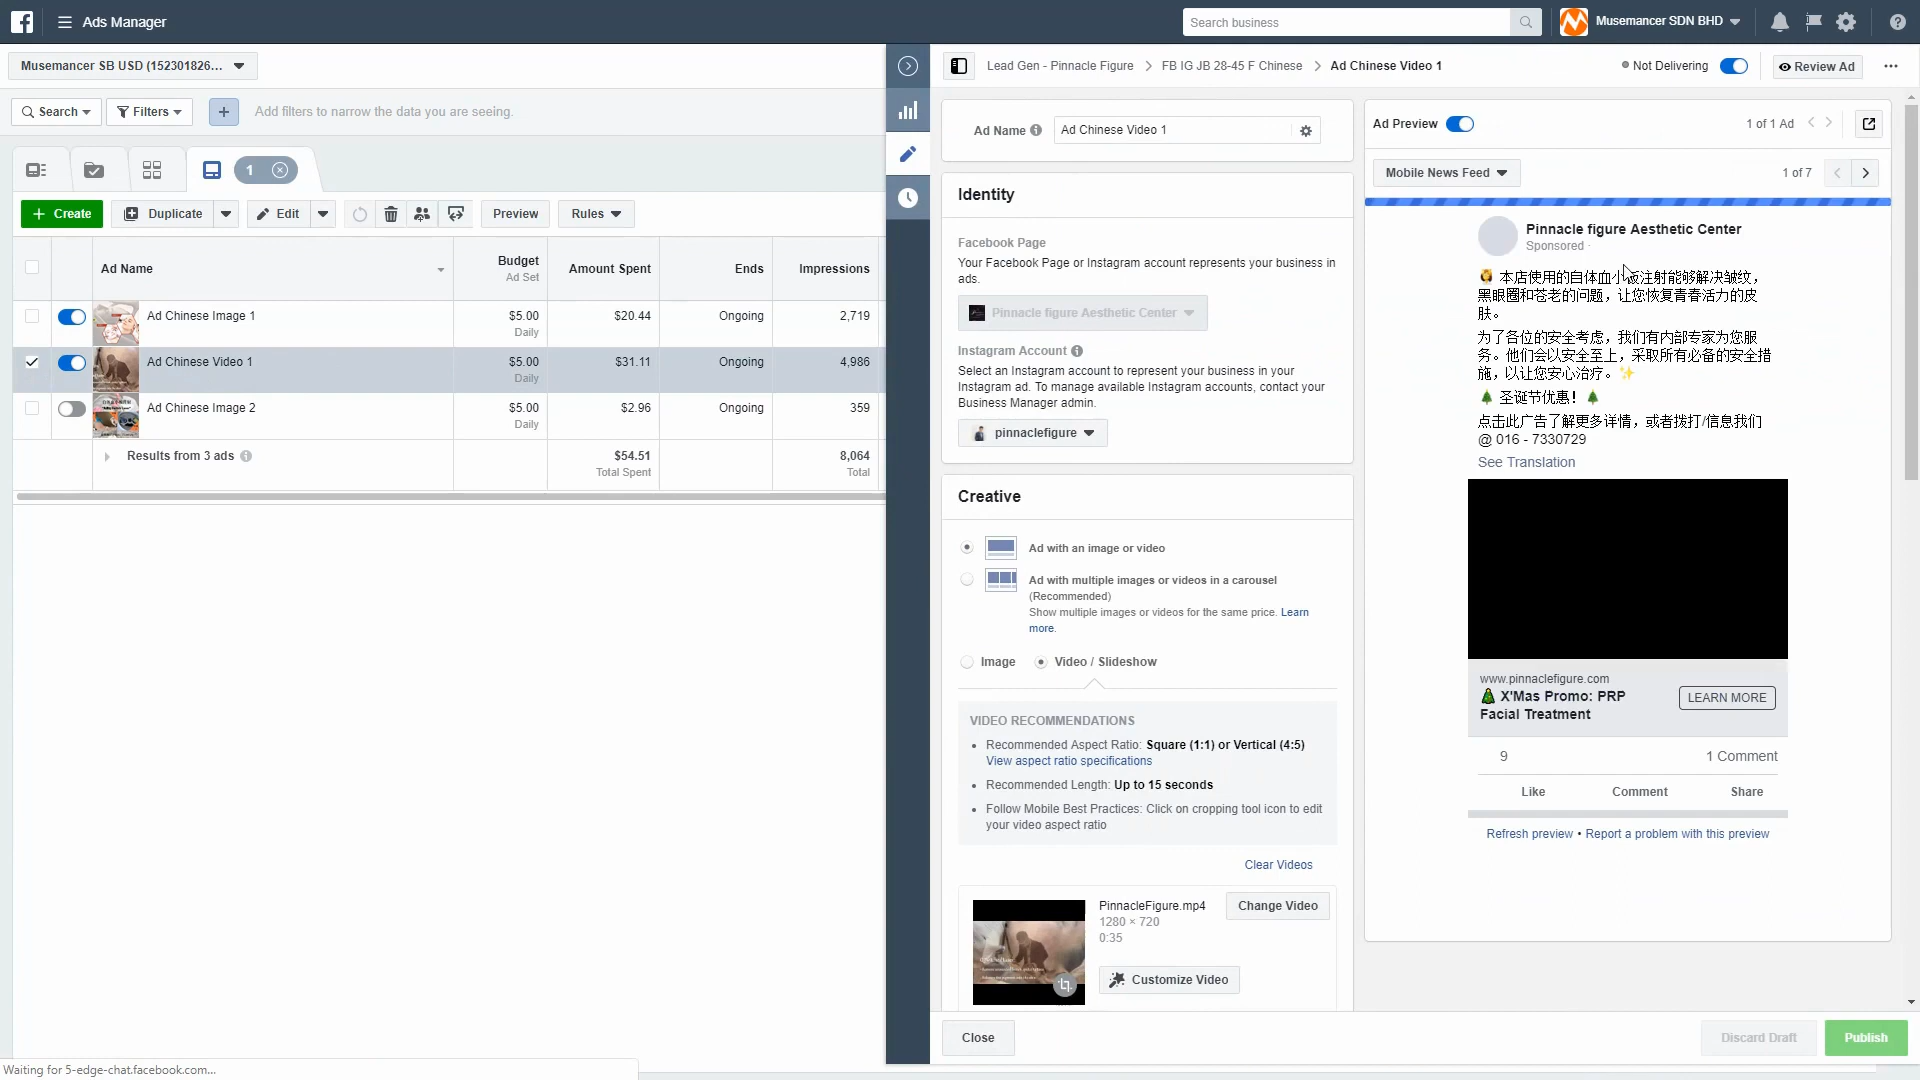 Ads Manager
Search business
Musemancer SDN BHD
Musemancer SB USD (152301826...
Lead Gen - Pinnacle Figure
FB IG JB 28-45 F Chinese
Ad Chinese Video 1
Not Delivering
Review Ad
Search
Filters
Add filters to narrow the data you are seeing.
1
Create
Duplicate
Edit
Preview
Rules
Ad Name
Budget
Ad Set
Amount Spent
Ends
Impressions
Ad Chinese Image 1
$5.00
Daily
$20.44
Ongoing
2,719
Ad Chinese Video 1
$5.00
Daily
$31.11
Ongoing
4,986
Ad Chinese Image 2
$5.00
Daily
$2.96
Ongoing
359
Results from 3 ads
$54.51
Total Spent
8,064
Total
Ad Name
Ad Chinese Video 1
Identity
Facebook Page
Your Facebook Page or Instagram account represents your business in
ads.
Pinnacle figure Aesthetic Center
Instagram Account
Select an Instagram account to represent your business in your
Instagram ad. To manage available Instagram accounts, contact your
Business Manager admin.
pinnaclefigure
Creative
Ad with an image or video
Ad with multiple images or videos in a carousel
(Recommended)
Show multiple images or videos for the same price. Learn
more.
Image
Video / Slideshow
VIDEO RECOMMENDATIONS
Recommended Aspect Ratio: Square (1:1) or Vertical (4:5)
View aspect ratio specifications
Recommended Length: Up to 15 seconds
Follow Mobile Best Practices: Click on cropping tool icon to edit
your video aspect ratio
Clear Videos
PinnacleFigure.mp4
1280 × 720
0:35
Change Video
Customize Video
Close
Discard Draft
Publish
Ad Preview
1 of 1 Ad
Mobile News Feed
1 of 7
Pinnacle figure Aesthetic Center
Sponsored ·
💆 本店使用的自体血小板注射能够解决皱纹，
黑眼圈和苍老的问题，让您恢复青春活力的皮
肤。
为了各位的安全考虑，我们有内部专家为您服
务。他们会以安全至上，采取所有必备的安全措
施，以让您安心治疗。✨
🎄 圣诞节优惠！🎄
点击此广告了解更多详情，或者拨打/信息我们
@ 016 - 7330729
See Translation
www.pinnaclefigure.com
🎄 X'Mas Promo: PRP
Facial Treatment
LEARN MORE
9
1 Comment
Like
Comment
Share
Refresh preview • Report a problem with this preview
Waiting for 5-edge-chat.facebook.com...